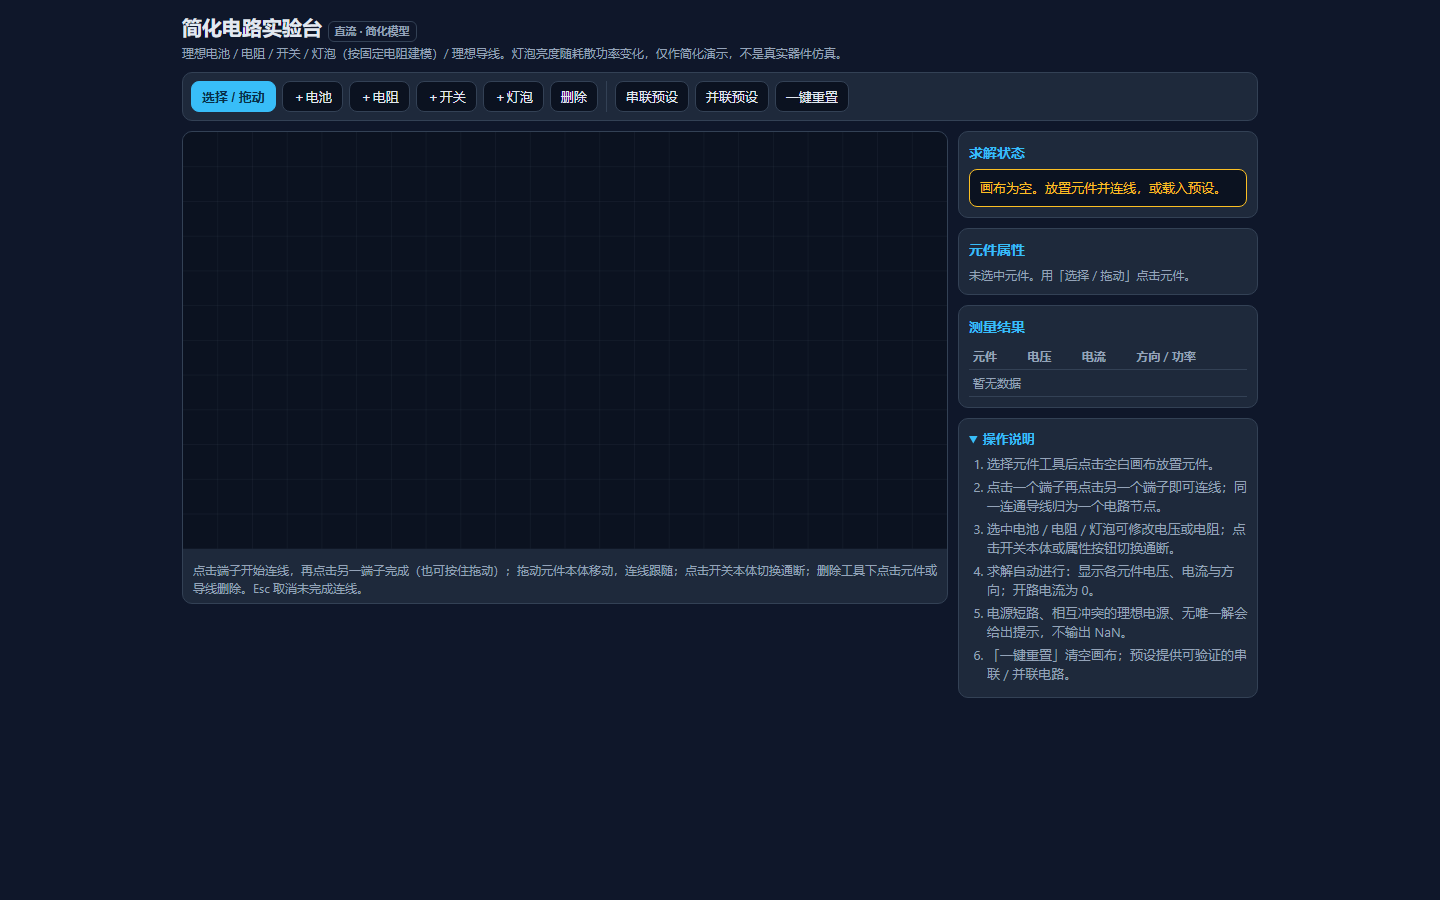 简化电路实验台 直流 · 简化模型
理想电池 / 电阻 / 开关 / 灯泡（按固定电阻建模）/ 理想导线。灯泡亮度随耗散功率变化，仅作简化演示，不是真实器件仿真。
选择 / 拖动 ＋电池 ＋电阻 ＋开关 ＋灯泡 删除 串联预设 并联预设 一键重置
点击端子开始连线，再点击另一端子完成（也可按住拖动）；拖动元件本体移动，连线跟随；点击开关本体切换通断；删除工具下点击元件或
导线删除。Esc 取消未完成连线。
求解状态
画布为空。放置元件并连线，或载入预设。
元件属性
未选中元件。用「选择 / 拖动」点击元件。
测量结果
元件 电压 电流 方向 / 功率
暂无数据
▼ 操作说明
1. 选择元件工具后点击空白画布放置元件。
2. 点击一个端子再点击另一个端子即可连线；同
一连通导线归为一个电路节点。
3. 选中电池 / 电阻 / 灯泡可修改电压或电阻；点
击开关本体或属性按钮切换通断。
4. 求解自动进行：显示各元件电压、电流与方
向；开路电流为 0。
5. 电源短路、相互冲突的理想电源、无唯一解会
给出提示，不输出 NaN。
6. 「一键重置」清空画布；预设提供可验证的串
联 / 并联电路。